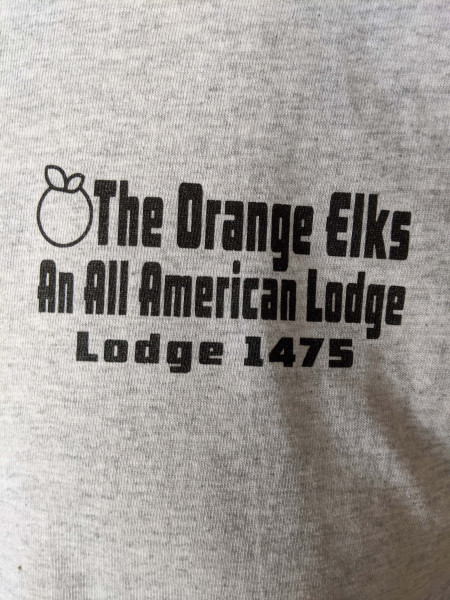 The Orange Elks
An All American Lodge
Lodge 1475